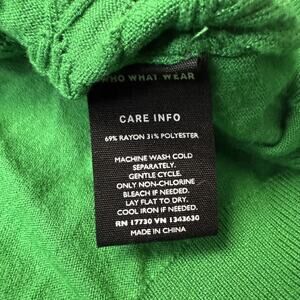 WHO WHAT WEAR
CARE INFO
69% RAYON 31% POLYESTER
MACHINE WASH COLD
SEPARATELY.
GENTLE CYCLE.
ONLY NON-CHLORINE
BLEACH IF NEEDED.
LAY FLAT TO DRY.
COOL IRON IF NEEDED.
RN 17730 VN 1343630
MADE IN CHINA